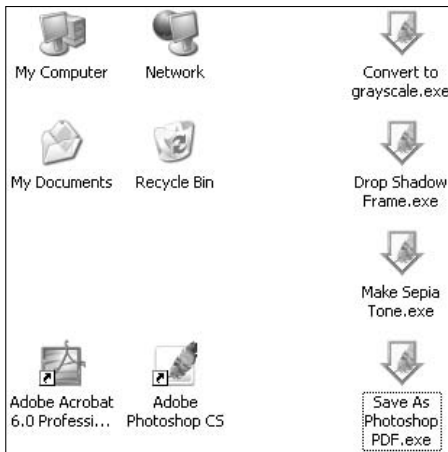 My Computer
Network
Convert to
grayscale.exe
My Documents
Recycle Bin
Drop Shadow
Frame.exe
Make Sepia
Tone.exe
Adobe Acrobat
6.0 Professi...
Adobe
Photoshop CS
Save As
Photoshop
PDF.exe